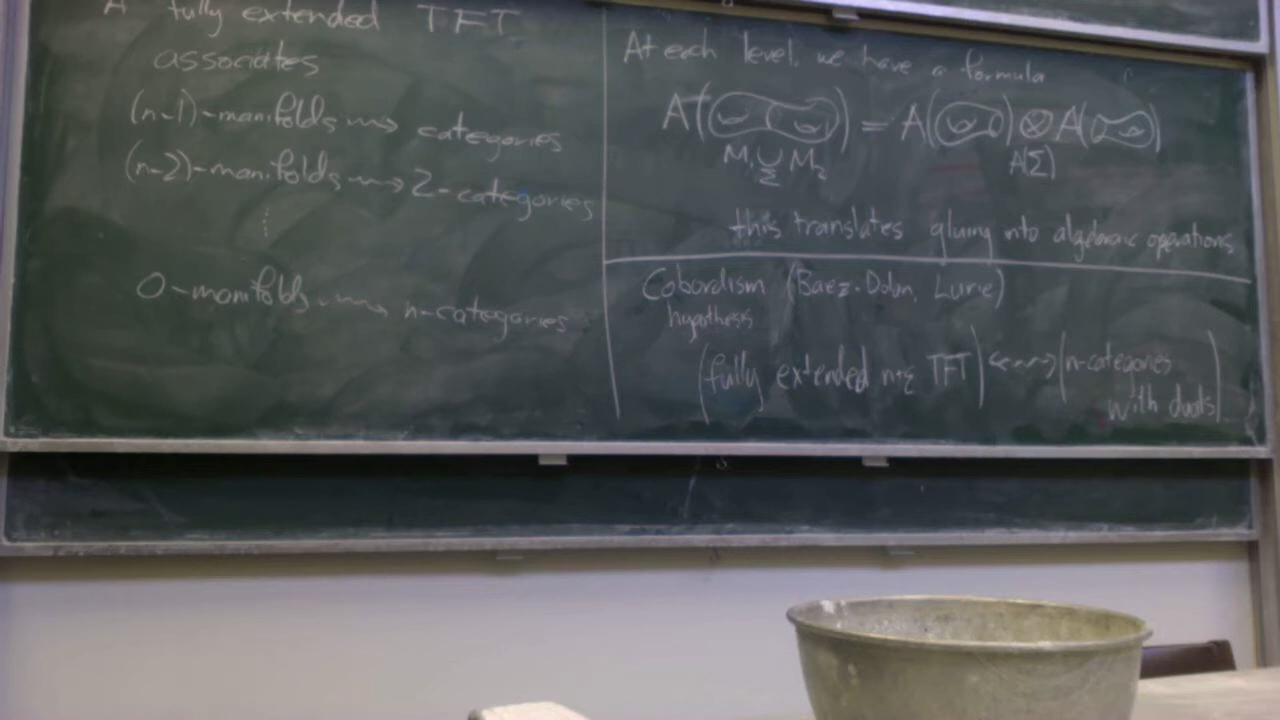 A fully extended TFT
associates
(n-1)-manifolds ⇝ categories
(n-2)-manifolds ⇝ 2-categories
⋮
0-manifolds ⇝ n-categories
At each level, we have a formula
A( ) = A( ) ⊗ A( )
M₁ ∪ M₂ A(Σ)
Σ
this translates gluing into algebraic operations
Cobordism (Baez-Dolan, Lurie)
hypothesis
(fully extended n+ε TFT) ↭ (n-categories
with duals)